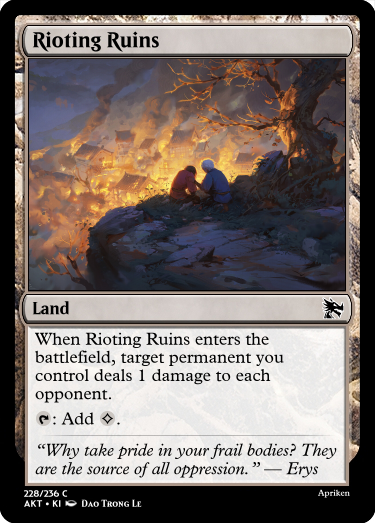 Rioting Ruins
Land
When Rioting Ruins enters the
battlefield, target permanent you
control deals 1 damage to each
opponent.
: Add .
“Why take pride in your frail bodies? They
are the source of all oppression.” — Erys
228/236 C
Apriken
AKT • KI DAO TRONG LE